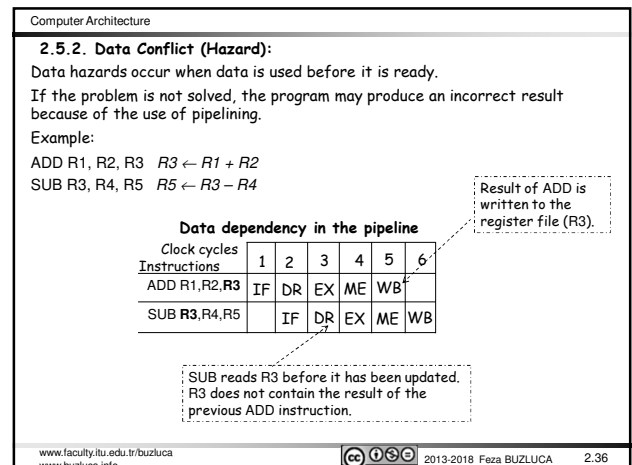 Computer Architecture
2.5.2. Data Conflict (Hazard):
Data hazards occur when data is used before it is ready.
If the problem is not solved, the program may produce an incorrect result
because of the use of pipelining.
Example:
ADD R1, R2, R3 R3 ← R1 + R2
SUB R3, R4, R5 R5 ← R3 – R4
Result of ADD is
written to the
register file (R3).
Data dependency in the pipeline
Clock cycles
Instructions 1 2 3 4 5 6
ADD R1,R2,R3 IF DR EX ME WB
SUB R3,R4,R5 IF DR EX ME WB
SUB reads R3 before it has been updated.
R3 does not contain the result of the
previous ADD instruction.
www.faculty.itu.edu.tr/buzluca
www.buzluca.info
cc 2013-2018 Feza BUZLUCA 2.36